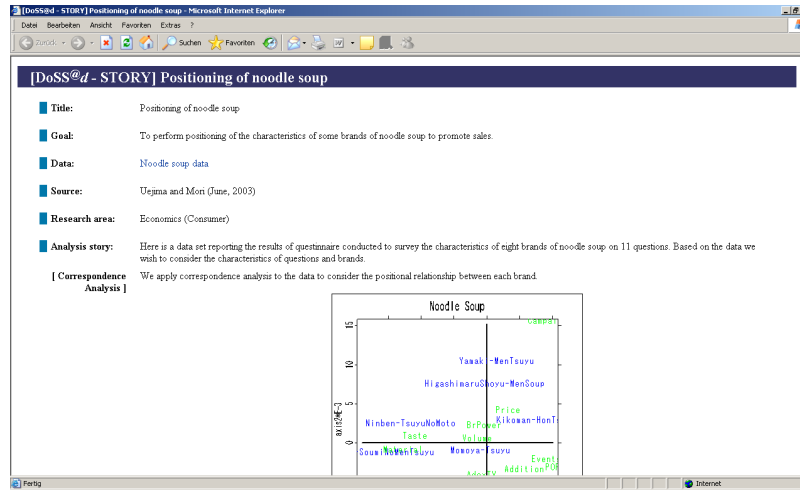 [DoSS@d - STORY] Positioning of noodle soup - Microsoft Internet Explorer
Datei Bearbeiten Ansicht Favoriten Extras ?
Zurück Suchen Favoriten
[DoSS@d - STORY] Positioning of noodle soup
Title: Positioning of noodle soup
Goal: To perform positioning of the characteristics of some brands of noodle soup to promote sales.
Data: Noodle soup data
Source: Uejima and Mori (June, 2003)
Research area: Economics (Consumer)
Analysis story: Here is a data set reporting the results of questinnaire conducted to survey the characteristics of eight brands of noodle soup on 11 questions. Based on the data we
wish to consider the characteristics of questions and brands.
[ Correspondence We apply correspondence analysis to the data to consider the positional relationship between each brand.
Analysis ]
Noodle Soup
15
10
Yamaki-MenTsuyu
HigashimaruShoyu-MenSoup
5
Price
Ninben-TsuyuNoMoto BrPower Kikoman-HonTs
axis2*E-3
Taste Volume
0
SoumiNoMenTsuyu Material Momoya-Tsuyu
Event
Addition POP
Fertig Internet